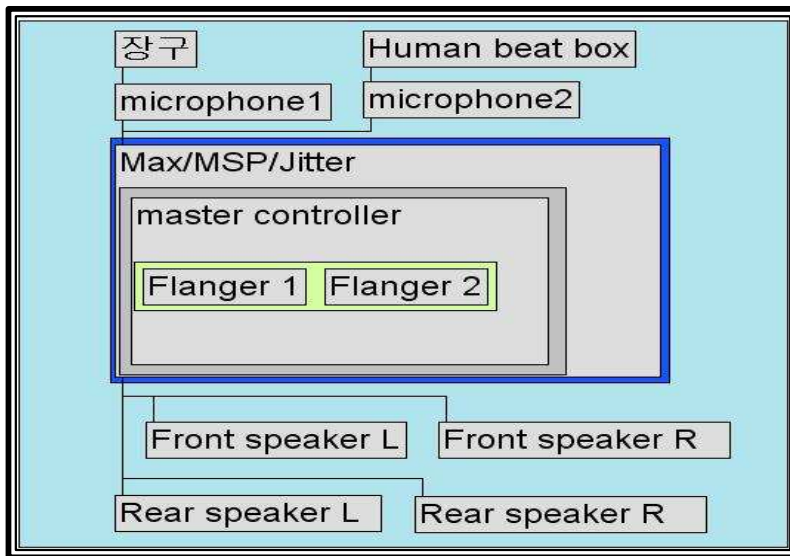 장구
Human beat box
microphone1
microphone2
Max/MSP/Jitter
master controller
Flanger 1
Flanger 2
Front speaker L
Front speaker R
Rear speaker L
Rear speaker R